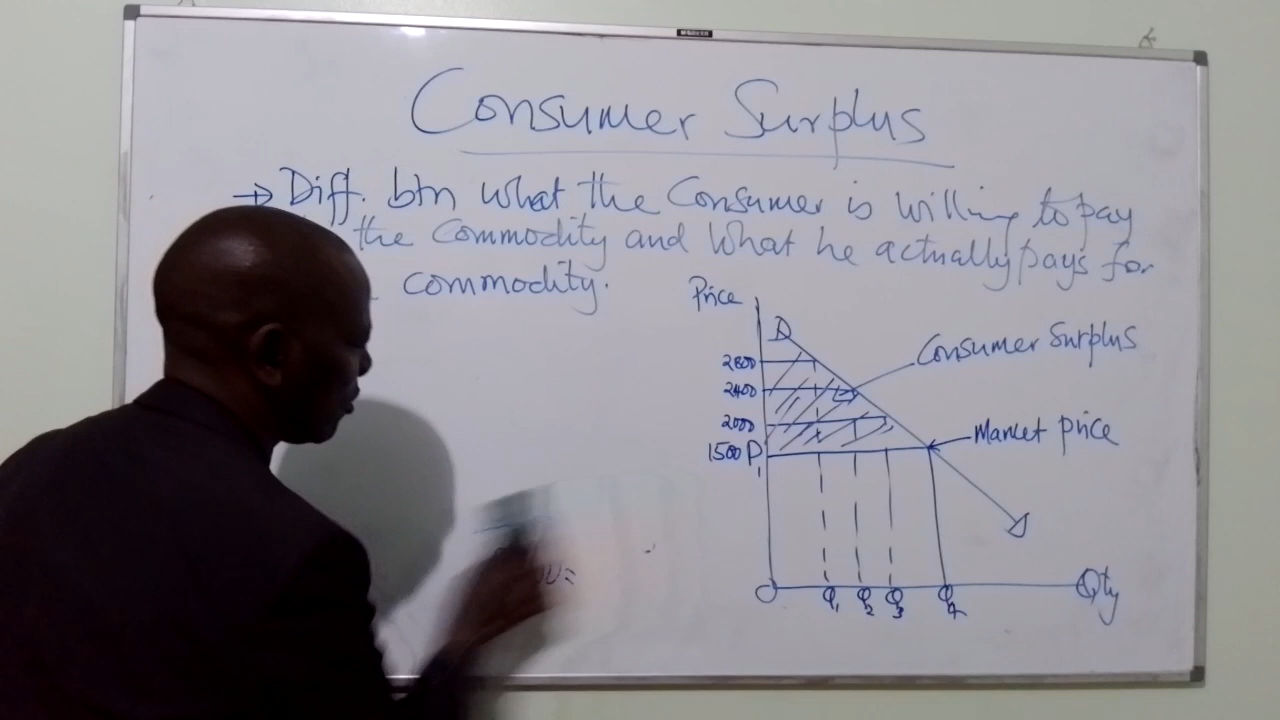 Consumer Surplus
→ Diff. btn what the Consumer is willing to pay
the Commodity and what he actually pays for
commodity.
Price
D
Consumer Surplus
2800
2400
2000
Market price
1500 P
D
O
Q1 Q2 Q3 Q4
Qty